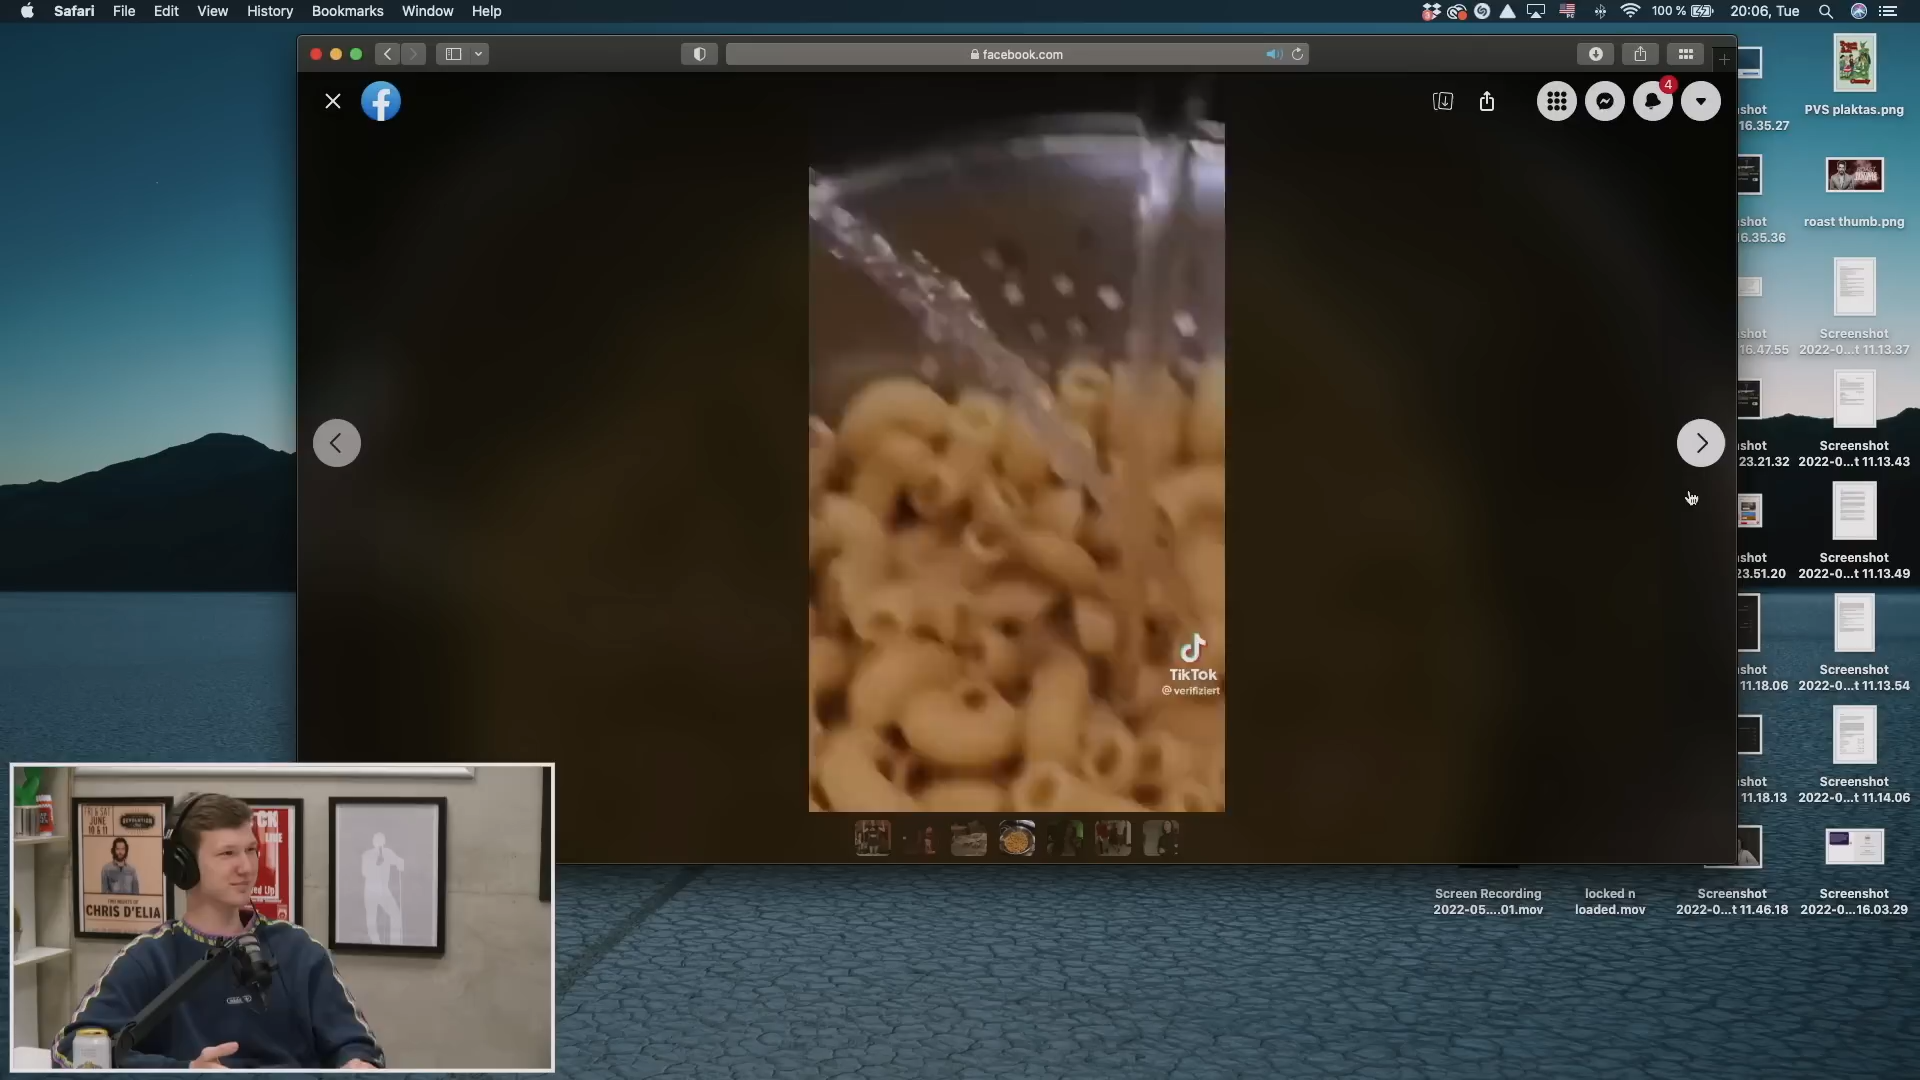 Safari File Edit View History Bookmarks Window Help
100 % 20:06, Tue
facebook.com
4
TikTok
@verifiziert
shot
16.35.27
PVS plaktas.png
shot
16.35.36
roast thumb.png
shot
16.47.55
Screenshot
2022-0...t 11.13.37
shot
23.21.32
Screenshot
2022-0...t 11.13.43
shot
23.51.20
Screenshot
2022-0...t 11.13.49
shot
11.18.06
Screenshot
2022-0...t 11.13.54
shot
11.18.13
Screenshot
2022-0...t 11.14.06
Screen Recording
2022-05....01.mov
locked n
loaded.mov
Screenshot
2022-0...t 11.46.18
Screenshot
2022-0...16.03.29
FRI & SAT
JUNE
10 & 11
CHRIS D'ELIA